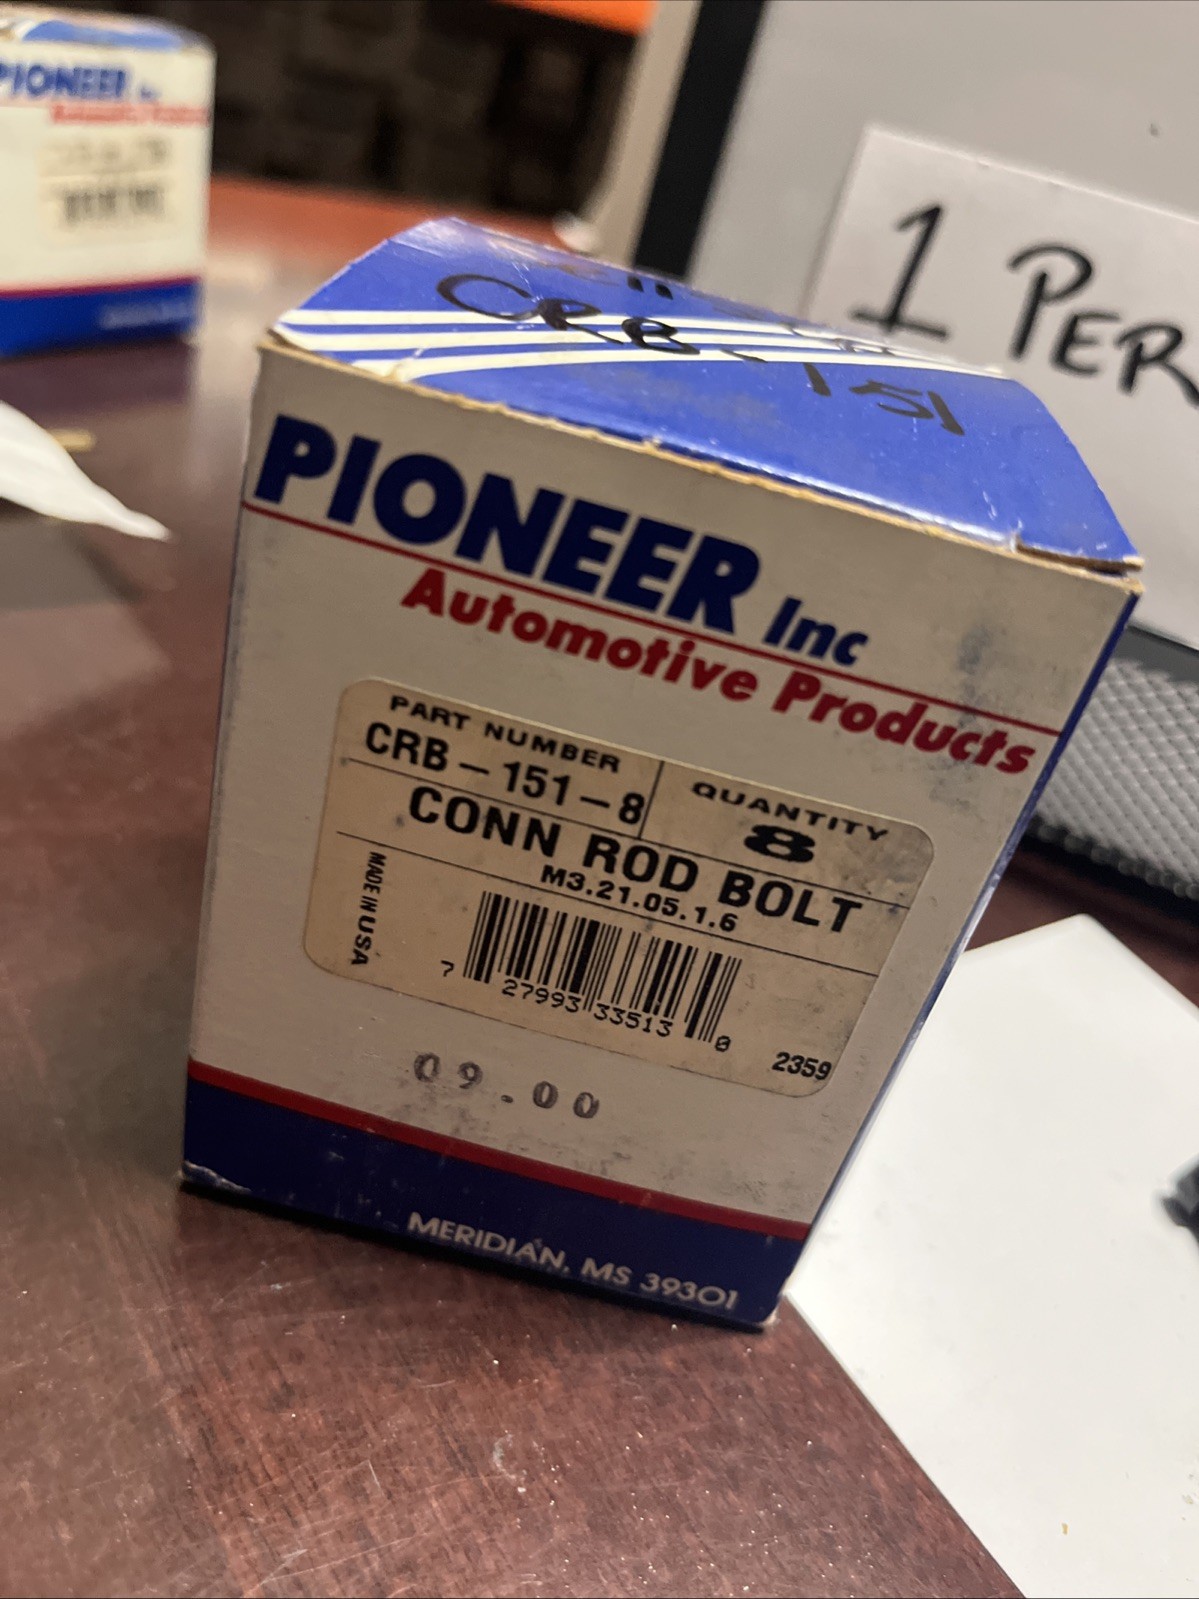 PIONEER
1 PER
CRB-151
PIONEER Inc
Automotive Products
PART NUMBER
CRB-151-8
QUANTITY
8
CONN ROD BOLT
M3.21.05.1.6
MADE IN USA
7 27993 33513 0
2359
09.00
MERIDIAN, MS 39301